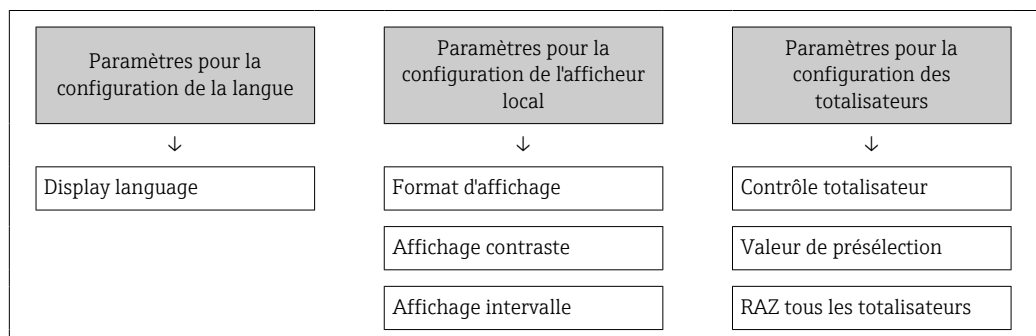 Paramètres pour la
configuration de la langue
Display language
Paramètres pour la
configuration de l'afficheur
local
Format d'affichage
Affichage contraste
Affichage intervalle
Paramètres pour la
configuration des
totalisateurs
Contrôle totalisateur
Valeur de présélection
RAZ tous les totalisateurs